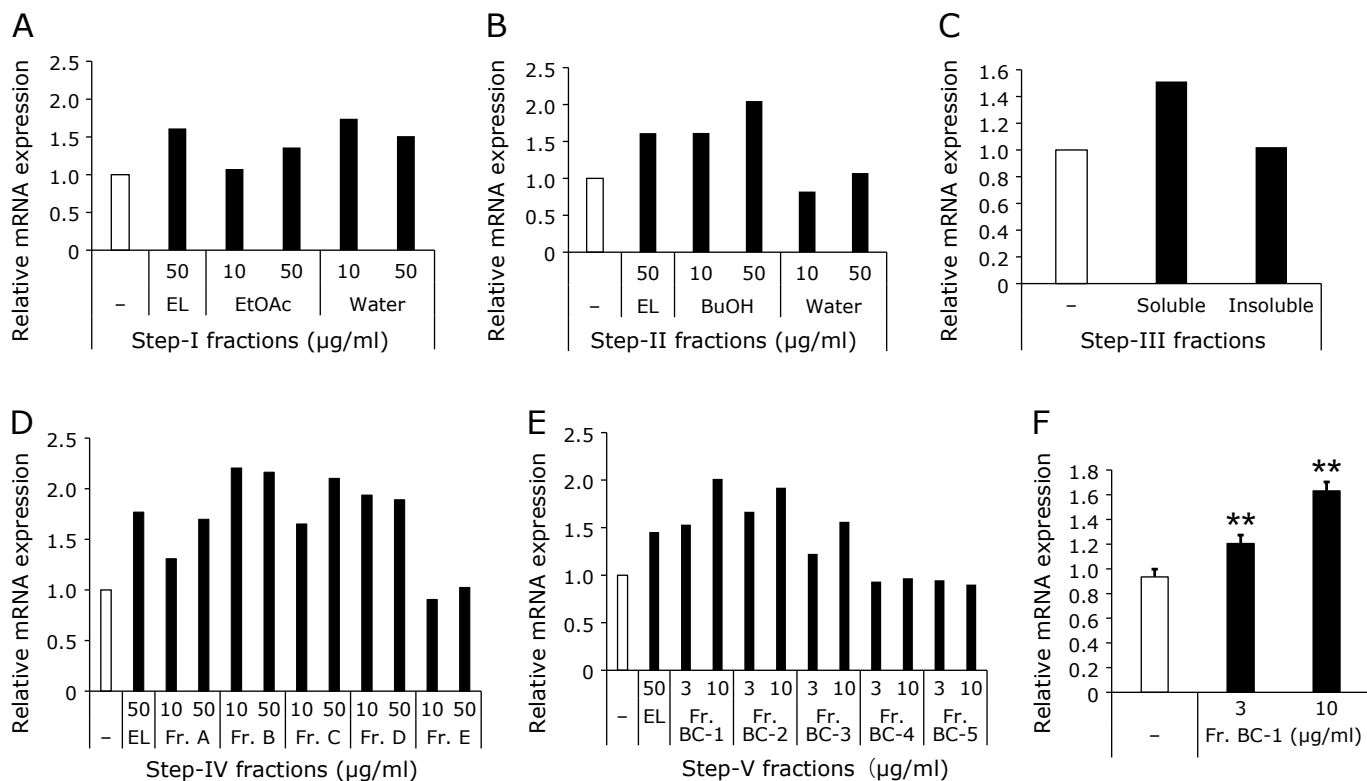 A
Relative mRNA expression
2.5
2.0
1.5
1.0
0.5
0
50 10 50 10 50
– EL EtOAc Water
Step-I fractions (µg/ml)
B
Relative mRNA expression
2.5
2.0
1.5
1.0
0.5
0
50 10 50 10 50
– EL BuOH Water
Step-II fractions (µg/ml)
C
Relative mRNA expression
1.6
1.4
1.2
1.0
0.8
0.6
0.4
0.2
0
– Soluble Insoluble
Step-III fractions
D
Relative mRNA expression
2.5
2.0
1.5
1.0
0.5
0
50 10 50 10 50 10 50 10 50 10 50
– EL Fr. A Fr. B Fr. C Fr. D Fr. E
Step-IV fractions (µg/ml)
E
Relative mRNA expression
2.5
2.0
1.5
1.0
0.5
0
50 3 10 3 10 3 10 3 10 3 10
– EL Fr. BC-1 Fr. BC-2 Fr. BC-3 Fr. BC-4 Fr. BC-5
Step-V fractions (µg/ml)
F
Relative mRNA expression
1.8
1.6
1.4
1.2
1.0
0.8
0.6
0.4
0.2
0
** **
3 10
– Fr. BC-1 (µg/ml)